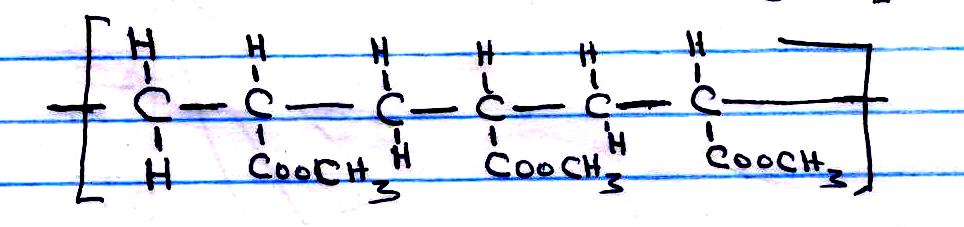 H H H H H H
C — C — C — C — C — C
H COOCH3 H COOCH3 H COOCH3